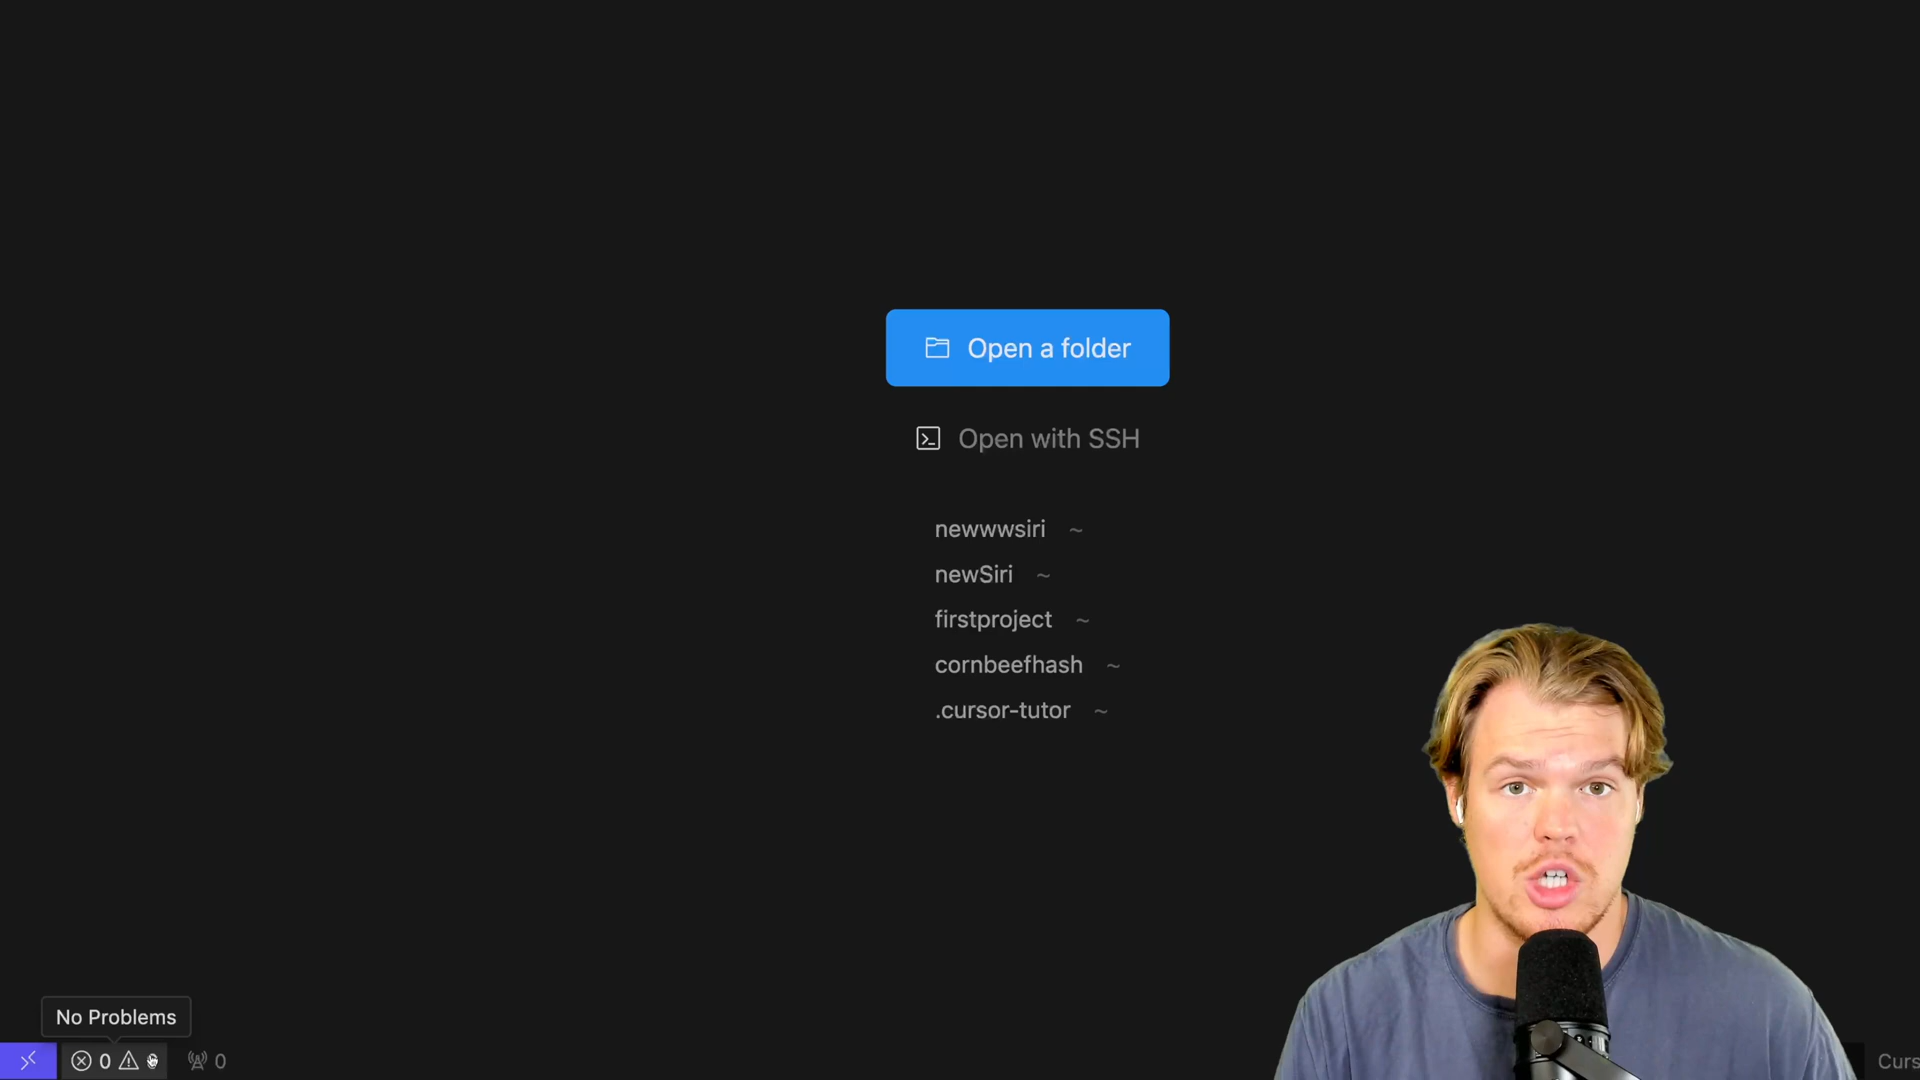 Open a folder
Open with SSH
newwwsiri ~
newSiri ~
firstproject ~
cornbeefhash ~
.cursor-tutor ~
No Problems
0
0
Curs